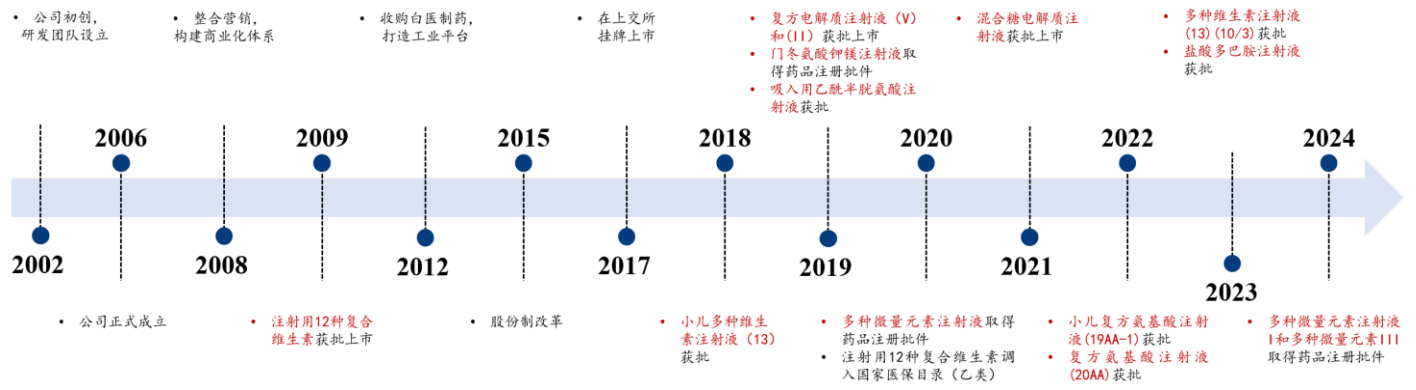 • 公司初创,
研发团队设立
• 整合营销,
构建商业化体系
• 收购白医制药,
打造工业平台
• 在上交所
挂牌上市
• 复方电解质注射液 (V)
和(II) 获批上市
• 门冬氨酸钾镁注射液取
得药品注册批件
• 吸入用乙酰半胱氨酸注
射液获批
• 混合糖电解质注
射液获批上市
• 多种维生素注射液
(13)(10/3)获批
• 盐酸多巴胺注射液
获批
2006
2009
2015
2018
2020
2022
2024
2002
2008
2012
2017
2019
2021
2023
• 公司正式成立
• 注射用12种复合
维生素获批上市
• 股份制改革
• 小儿多种维生
素注射液 (13)
获批
• 多种微量元素注射液取得
药品注册批件
• 注射用12种复合维生素调
入国家医保目录 (乙类)
• 小儿复方氨基酸注射
液(19AA-1)获批
• 复方氨基酸注射液
(20AA)获批
• 多种微量元素注射液
I和多种微量元素III
取得药品注册批件